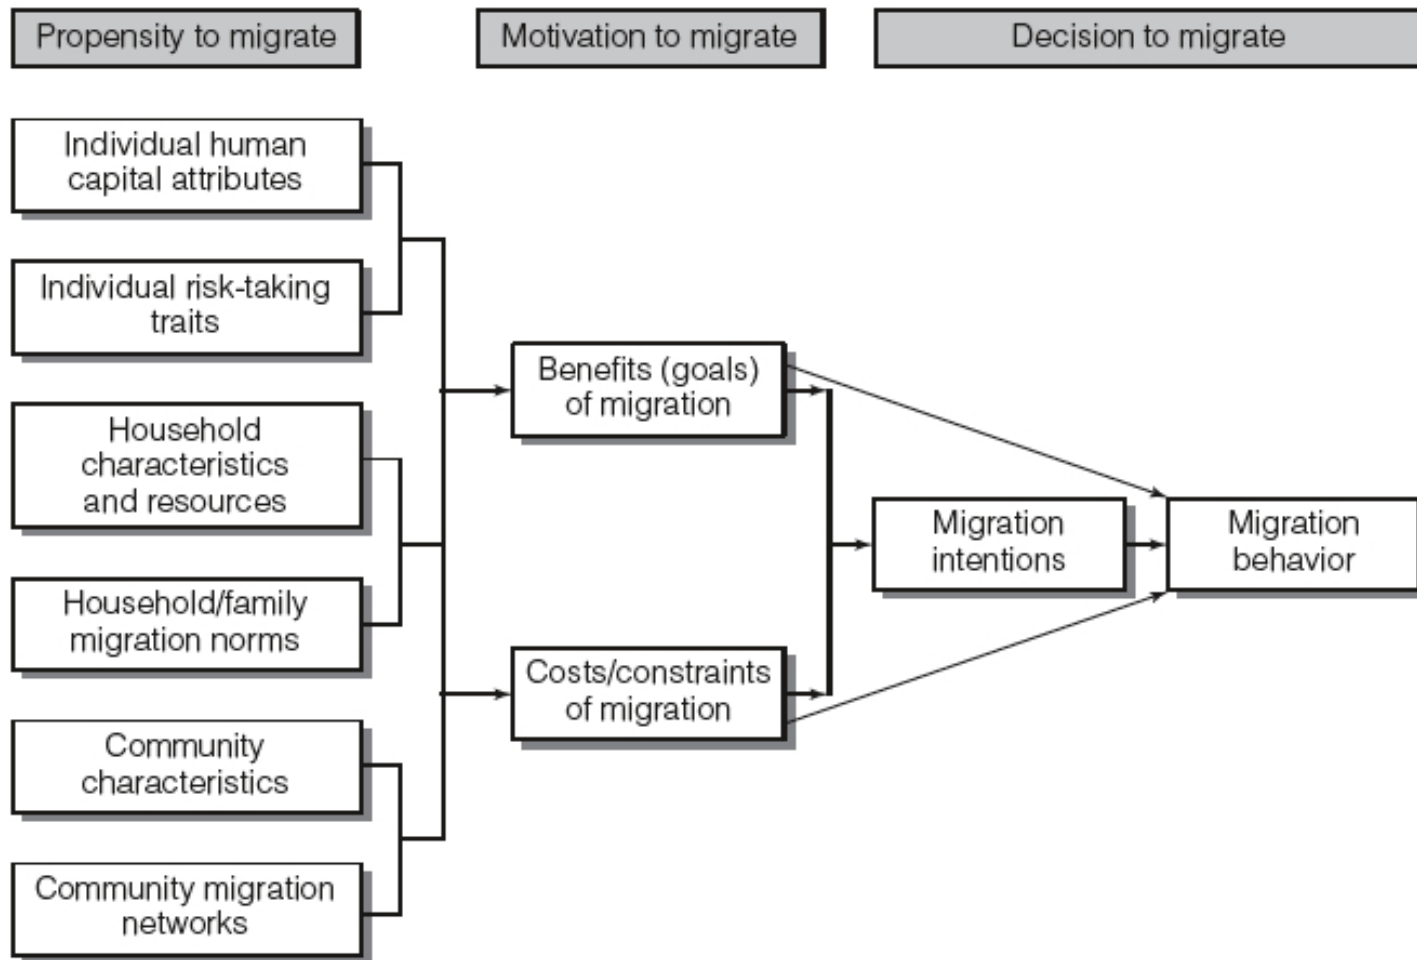 Propensity to migrate
Motivation to migrate
Decision to migrate
Individual human
capital attributes
Individual risk-taking
traits
Household
characteristics
and resources
Household/family
migration norms
Community
characteristics
Community migration
networks
Benefits (goals)
of migration
Costs/constraints
of migration
Migration
intentions
Migration
behavior